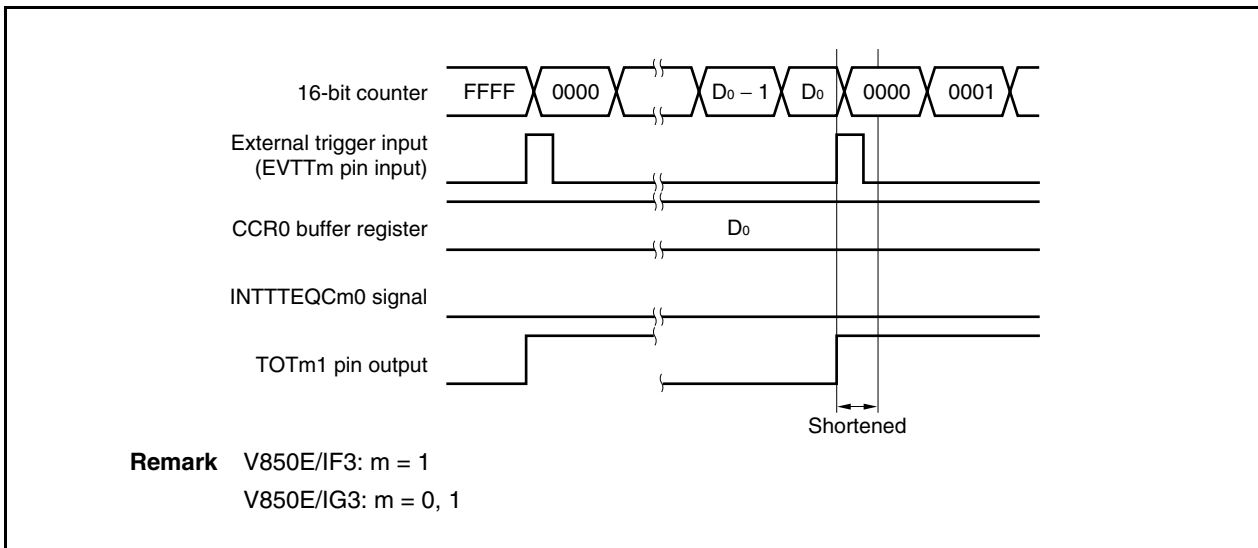 16-bit counter FFFF 0000 D0 − 1 D0 0000 0001
External trigger input
(EVTTm pin input)
CCR0 buffer register D0
INTTTEQCm0 signal
TOTm1 pin output
Shortened
Remark V850E/IF3: m = 1
V850E/IG3: m = 0, 1